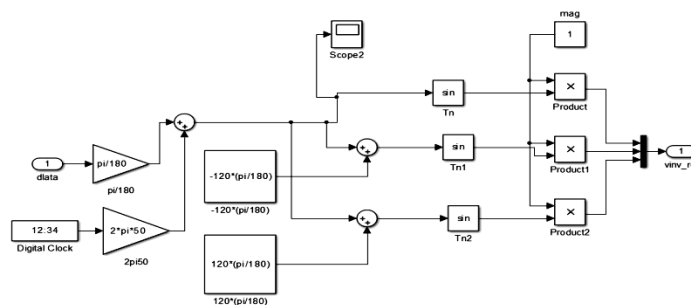 mag
1
Scope2
sin
Tn
Product
sin
Tn1
Product1
1
1
dlata
pi/180
pi/180
-120*(pi/180)
-120*(pi/180)
12:34
Digital Clock
2*pi*50
2pi50
sin
Tn2
Product2
120*(pi/180)
120*(pi/180)